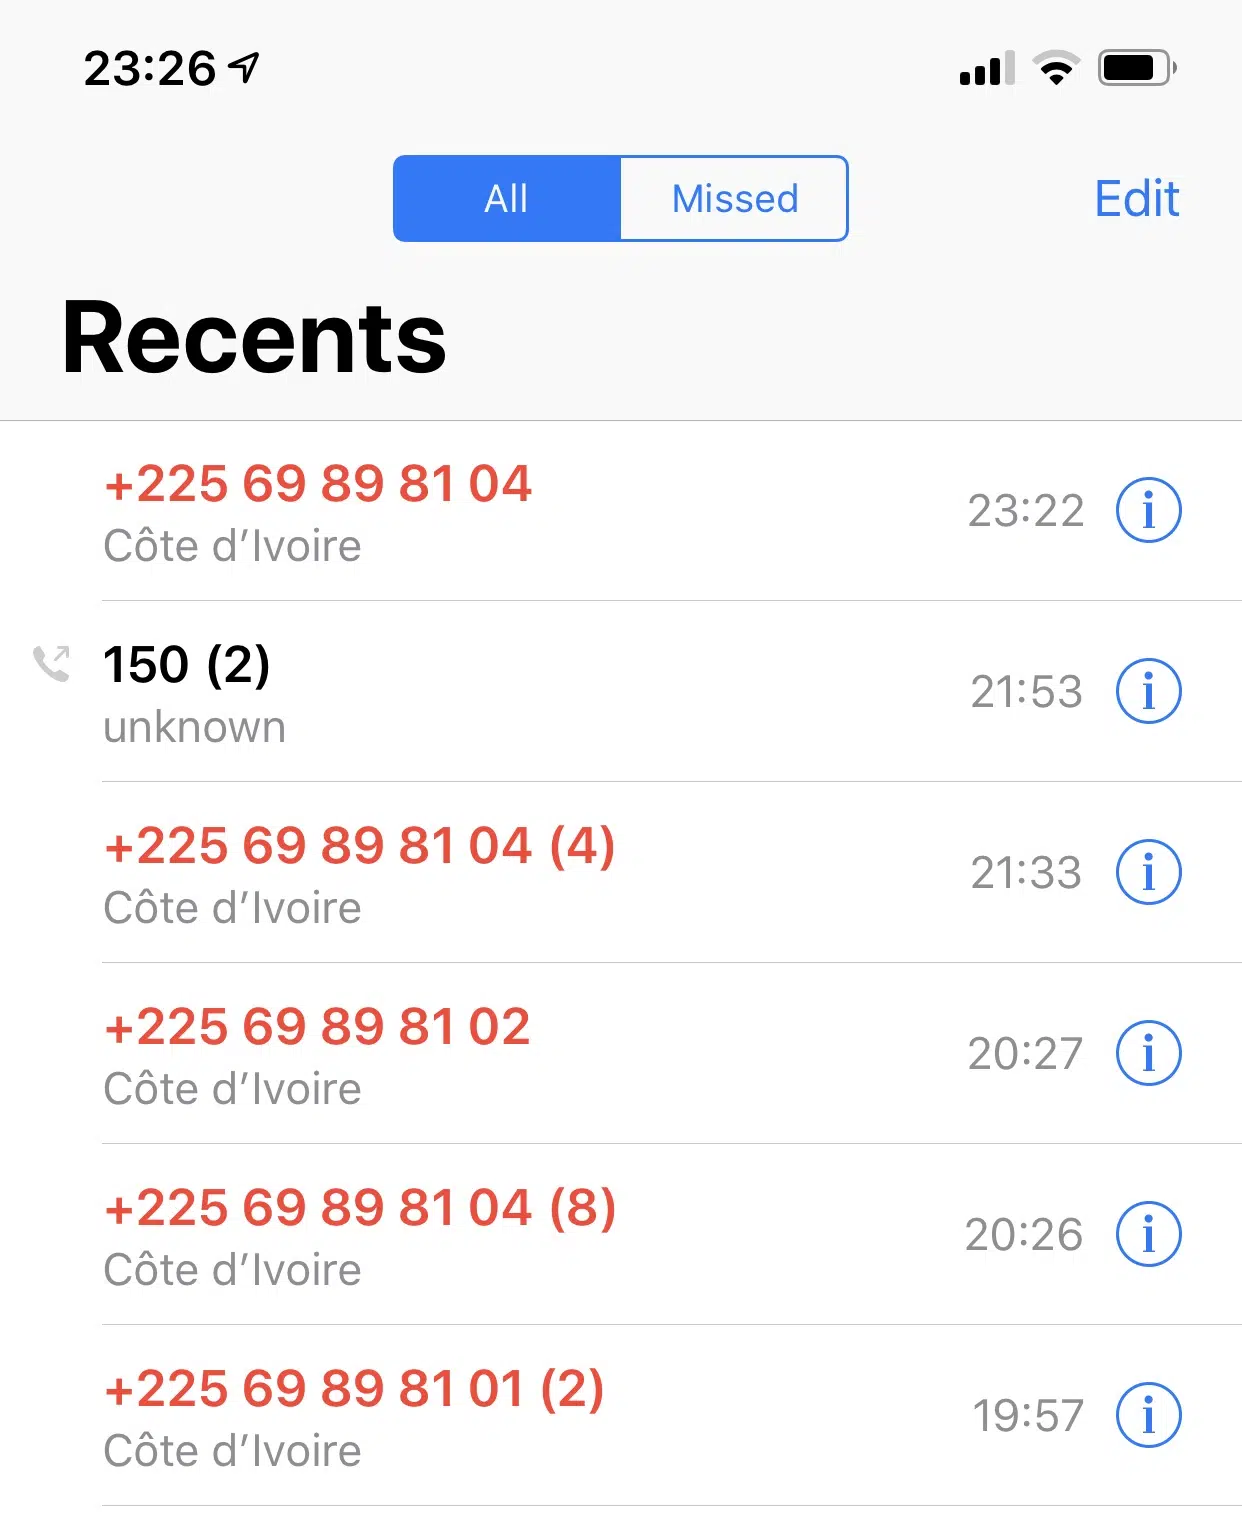 23:26
All Missed Edit
Recents
+225 69 89 81 04
Côte d’Ivoire
23:22
150 (2)
unknown
21:53
+225 69 89 81 04 (4)
Côte d’Ivoire
21:33
+225 69 89 81 02
Côte d’Ivoire
20:27
+225 69 89 81 04 (8)
Côte d’Ivoire
20:26
+225 69 89 81 01 (2)
Côte d’Ivoire
19:57